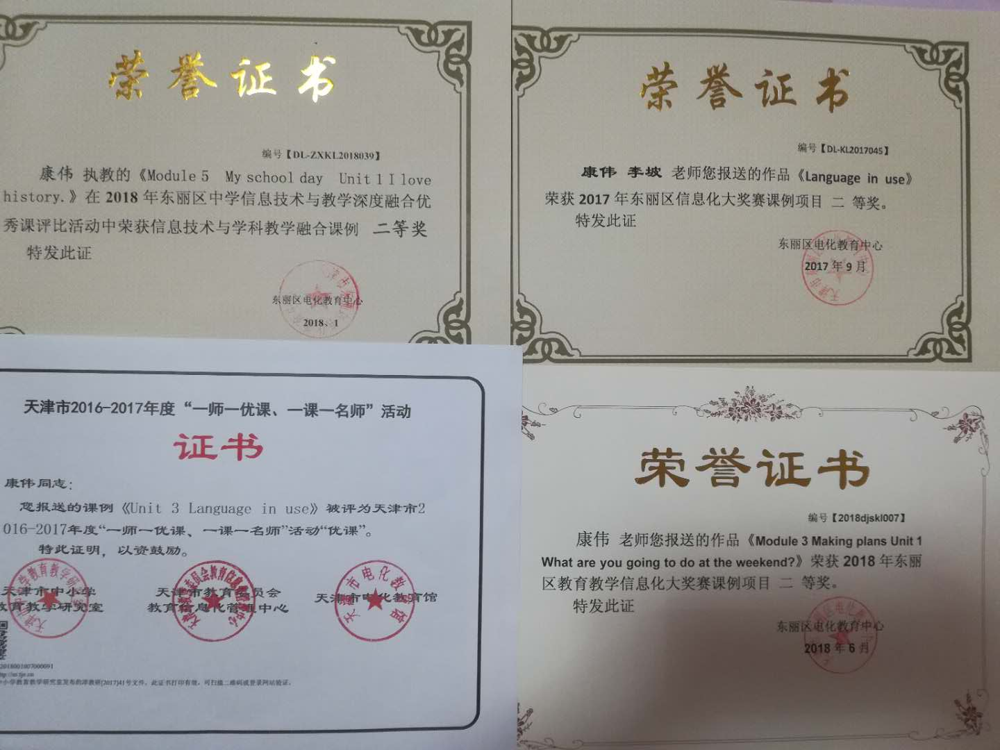 荣誉证书
编号【DL-ZXKL2018039】
康伟 执教的《Module 5 My school day Unit 1 I love
history.》在 2018 年东丽区中学信息技术与教学深度融合优
秀课评比活动中荣获信息技术与学科教学融合课例 二等奖
特发此证
东丽区电化教育中心
2018、1
荣誉证书
编号【DL-KL2017045】
康伟 李坡 老师您报送的作品《Language in use》
荣获 2017 年东丽区信息化大奖赛课例项目 二 等奖。
特发此证
东丽区电化教育中心
2017 年 9 月
天津市2016-2017年度“一师一优课、一课一名师”活动
证书
康伟同志：
您报送的课例《Unit 3 Language in use》被评为天津市2
016-2017年度“一师一优课、一课一名师”活动“优课”。
特此证明，以资鼓励。
天津市中小学
教育教学研究室
天津市教育委员会
教育信息化管理中心
天津市电化教育馆
天津市电化教育馆
2018001007000091
小学教育教学研究室发布的津教研[2017]41号文件，此证书打印有效，可扫描二维码或登录网站验证。
荣誉证书
编号【2018djskl007】
康伟 老师您报送的作品《Module 3 Making plans Unit 1
What are you going to do at the weekend?》荣获 2018 年东丽
区教育教学信息化大奖赛课例项目 二 等奖。
特发此证
东丽区电化教育中心
2018 年 6 月